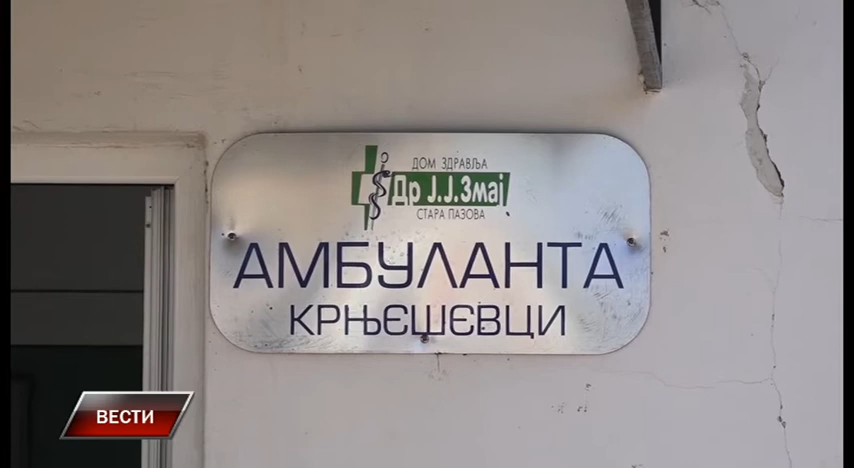 ДОМ ЗДРАВЉА
Др Ј.Ј.Змај
СТАРА ПАЗОВА
АМБУЛАНТА
КРЊЕШЕВЦИ
ВЕСТИ